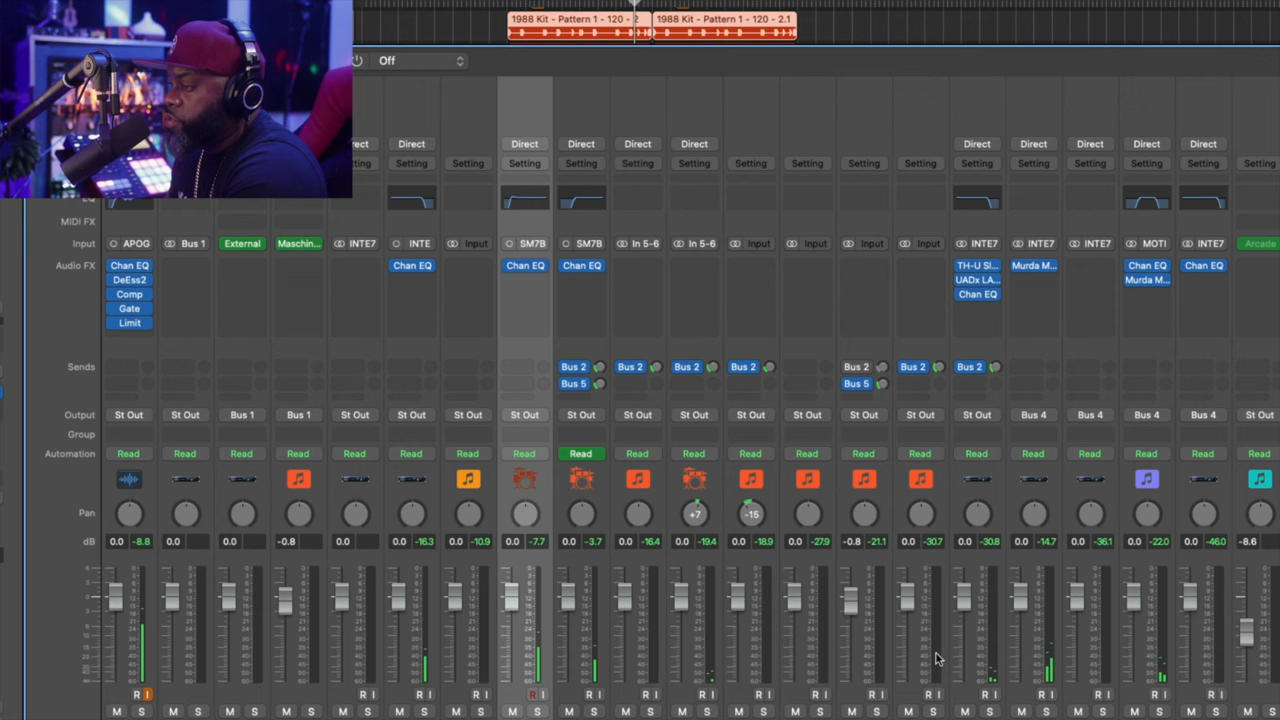 1988 Kit - Pattern 1 - 120 - 2 1988 Kit - Pattern 1 - 120 - 2.1
Off
Direct Direct Direct Direct Direct Direct Direct Direct Direct Direct
Setting Setting Setting Setting Setting Setting Setting Setting Setting Setting Setting Setting Setting Setting Setting Setting Setting
EQ
MIDI FX
Input APOG Bus 1 External Maschin... INTE7 INTE Input SM7B SM7B In 5-6 In 5-6 Input Input Input Input INTE7 INTE7 INTE7 MOTI INTE7 Arcade
Audio FX Chan EQ Chan EQ Chan EQ Chan EQ TH-U Sl... Murda M... Chan EQ Chan EQ
DeEss2 UADx LA... Murda M...
Comp Chan EQ
Gate
Limit
Sends Bus 2 Bus 2 Bus 2 Bus 2 Bus 2 Bus 2 Bus 2
Bus 5 Bus 5
Output St Out St Out Bus 1 Bus 1 St Out St Out St Out St Out St Out St Out St Out St Out St Out St Out St Out St Out Bus 4 Bus 4 Bus 4 Bus 4 St Out
Group
Automation Read Read Read Read Read Read Read Read Read Read Read Read Read Read Read Read Read Read Read Read Read
Pan +7 -15
dB 0.0 -8.8 0.0 0.0 -0.8 0.0 0.0 -16.3 0.0 -10.9 0.0 -7.7 0.0 -3.7 0.0 -16.4 0.0 -19.4 0.0 -18.9 0.0 -27.9 -0.8 -21.1 0.0 -30.7 0.0 -30.8 0.0 -14.7 0.0 -36.1 0.0 -22.0 0.0 -46.0 -8.6
R I R I R I R I R I R I R I R I R I R I R I R I R I R I
M S M S M S M S M S M S M S M S M S M S M S M S M S M S M S M S M S M S M S M S M S